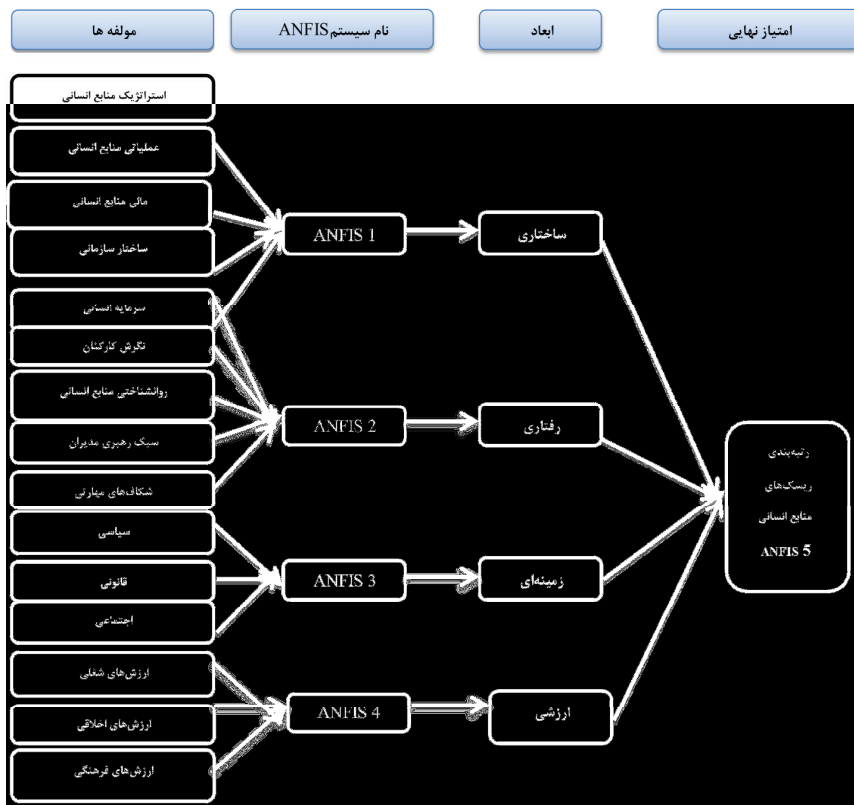 امتیاز نهایی
ابعاد
نام سیستم ANFIS
مولفه ها
استراتژیک منابع انسانی
عملیاتی منابع انسانی
مالی منابع انسانی
ساختار سازمانی
سرمایه انسانی
نگرش کارکنان
روانشناختی منابع انسانی
سبک رهبری مدیران
شکاف‌های مهارتی
سیاسی
قانونی
اجتماعی
ارزش‌های شغلی
ارزش‌های اخلاقی
ارزش‌های فرهنگی
ANFIS 1
ANFIS 2
ANFIS 3
ANFIS 4
ساختاری
رفتاری
زمینه‌ای
ارزشی
رتبه‌بندی
ریسک‌های
منابع انسانی
ANFIS 5